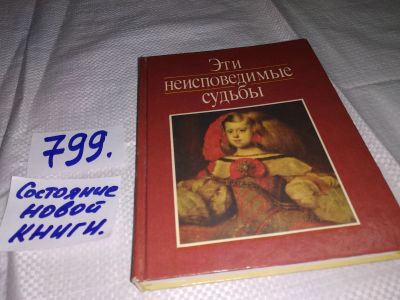 799.
Состояние
новой
книги.
Эти
неисповедимые
судьбы